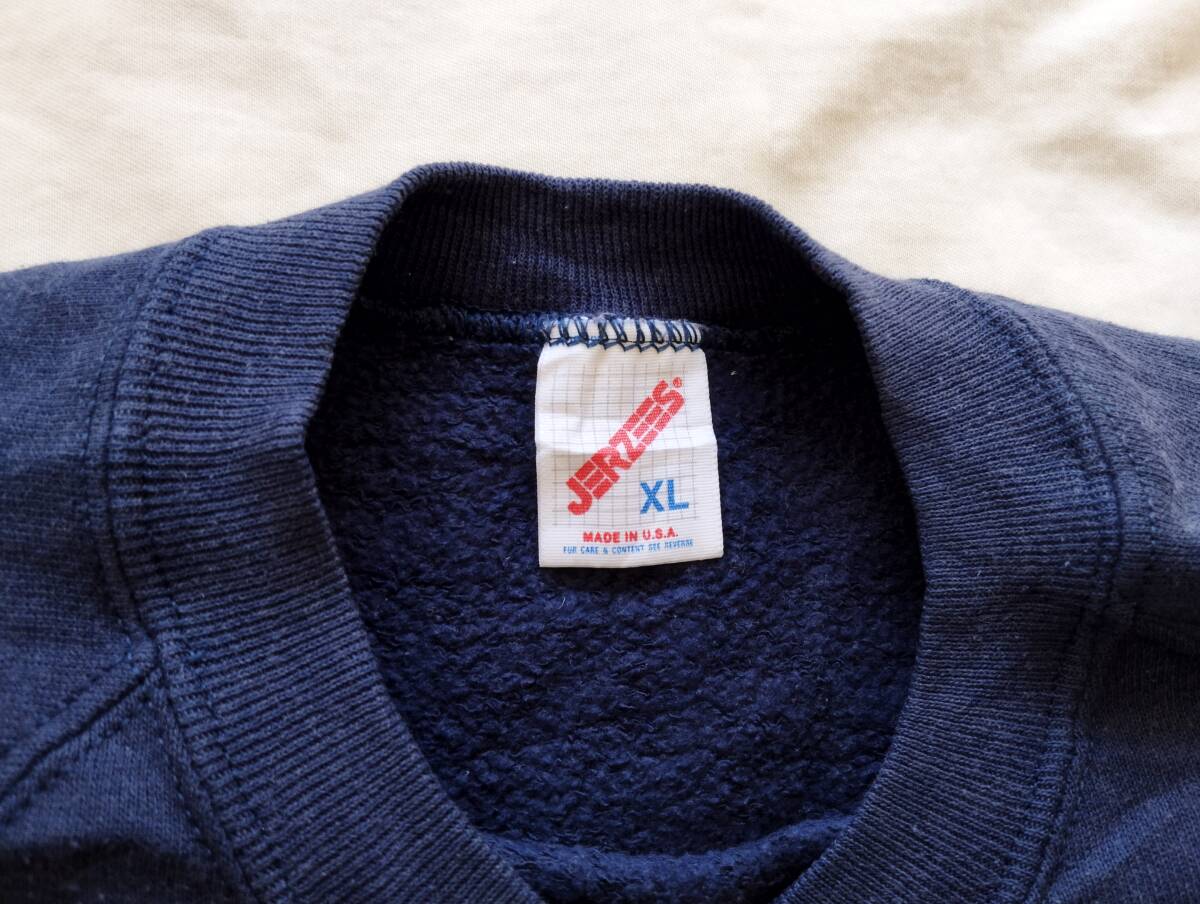 JERZEES®
XL
MADE IN U.S.A.
FOR CARE & CONTENT SEE REVERSE